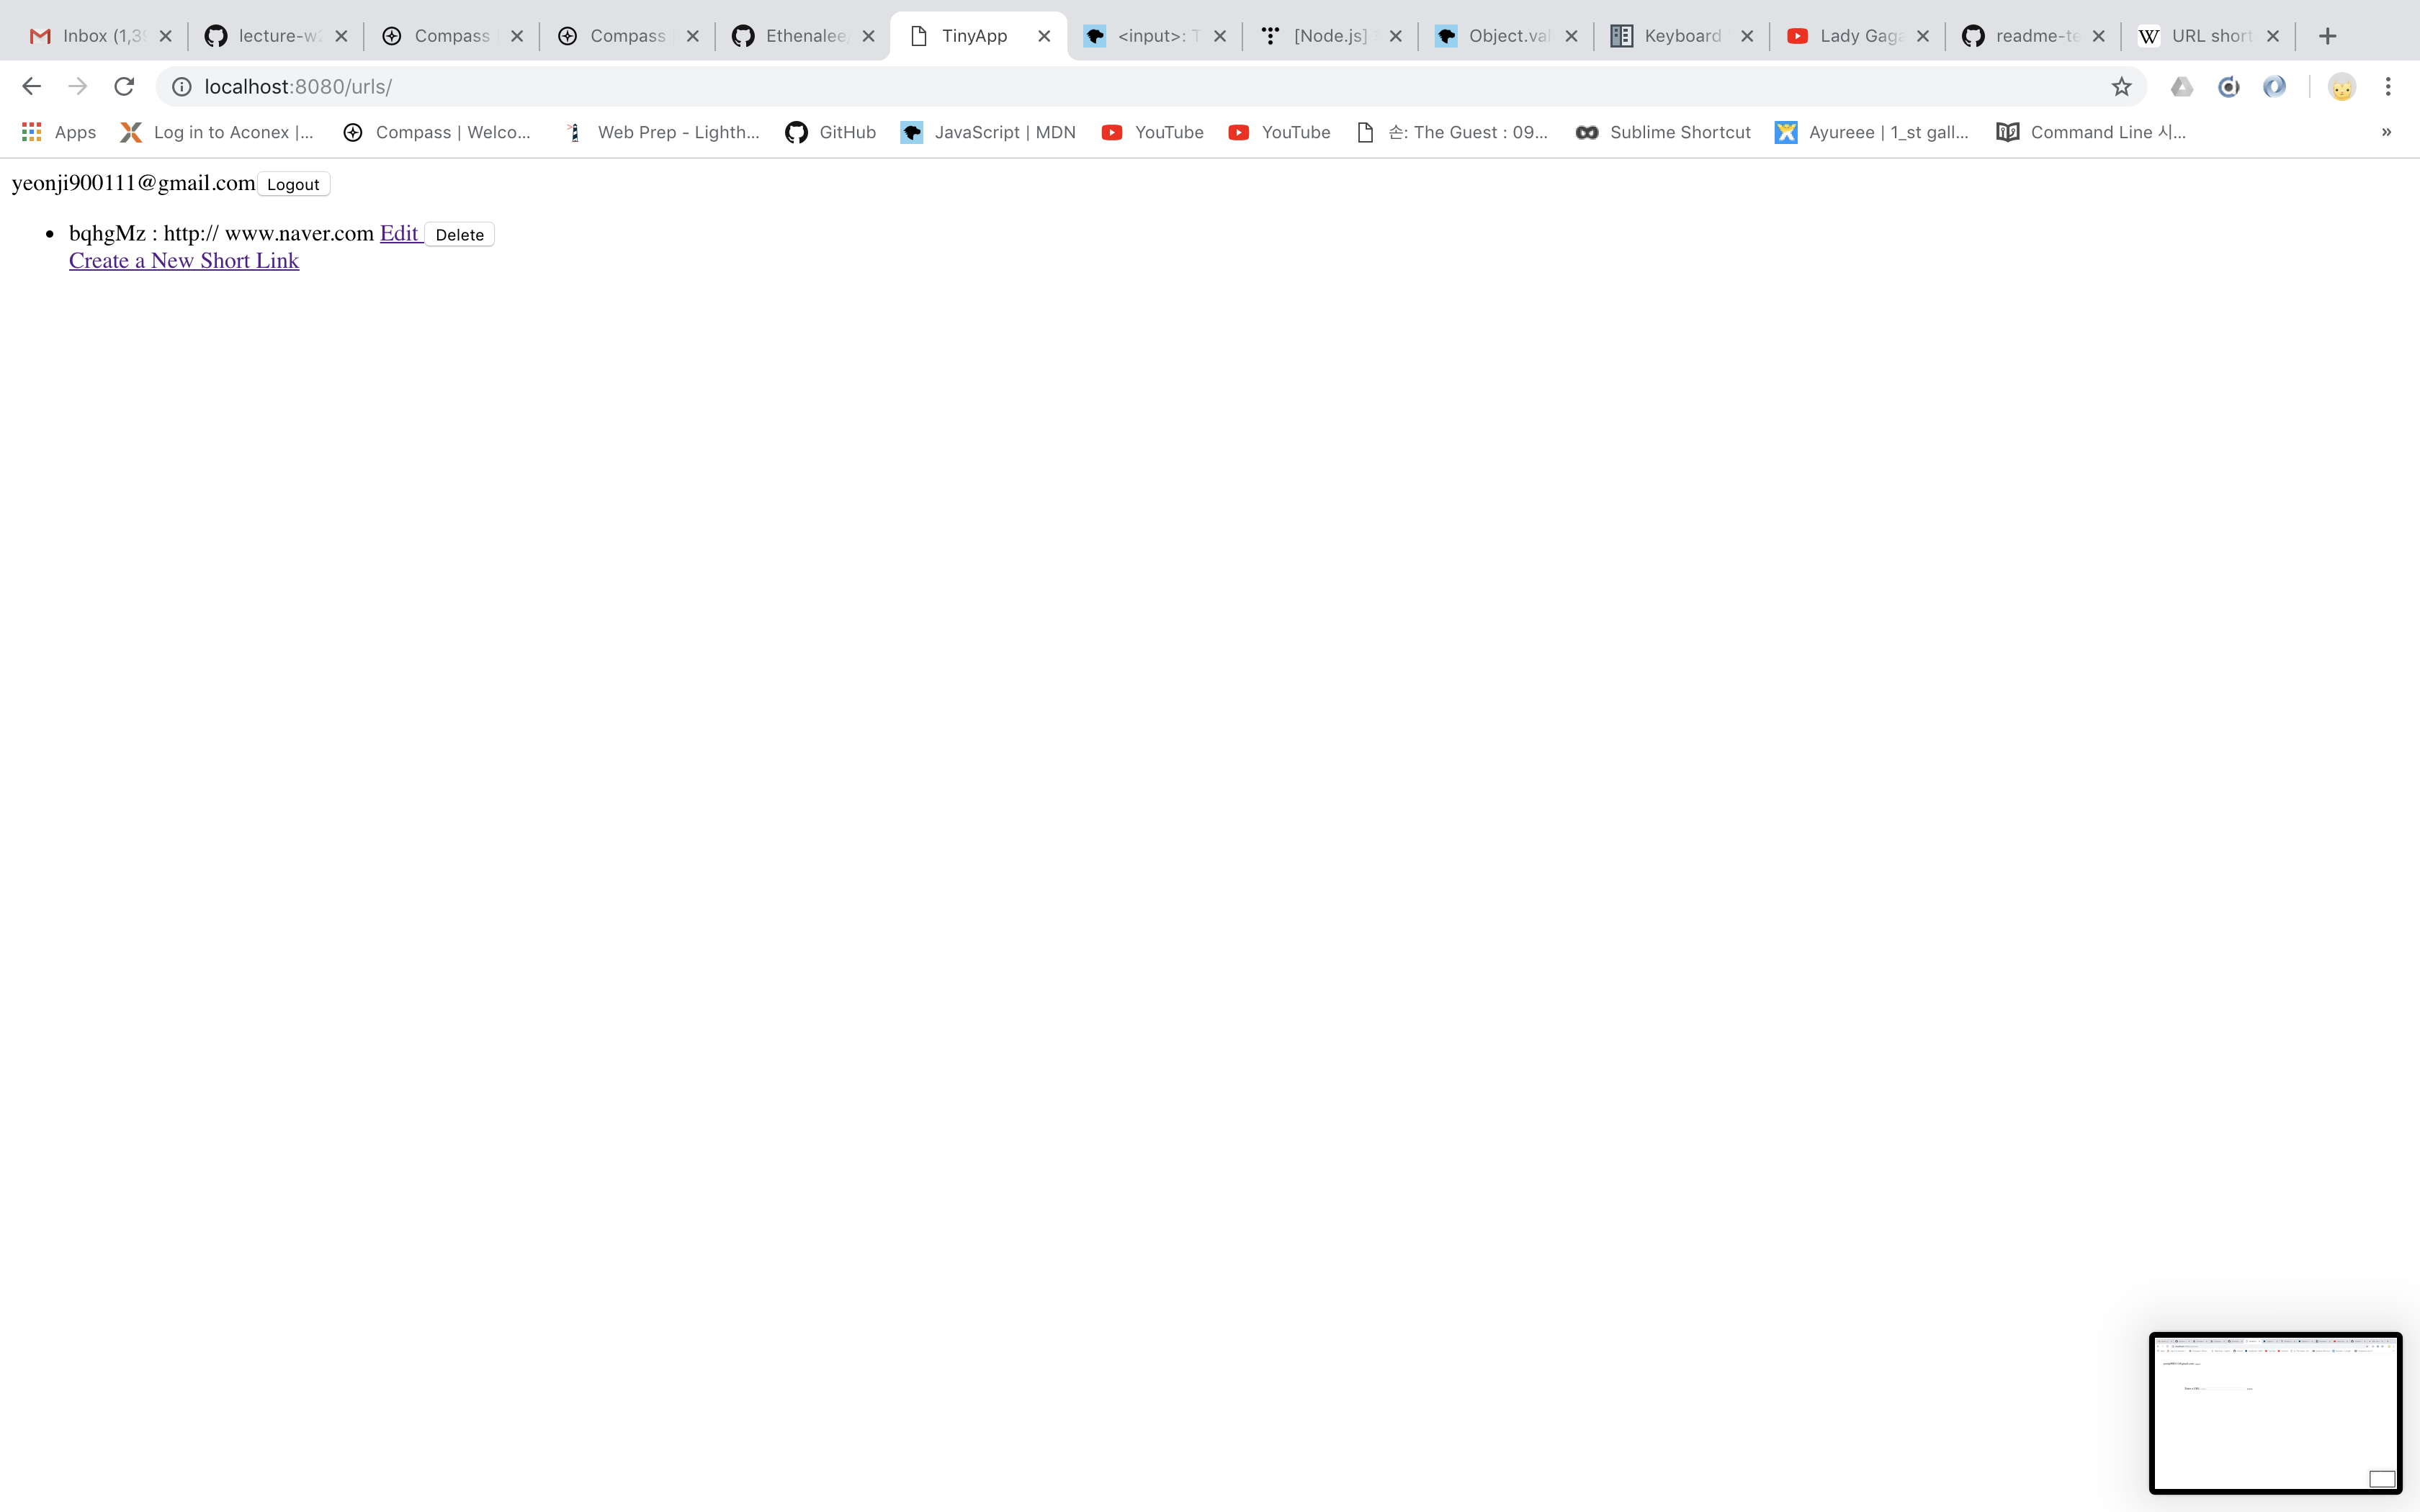 Inbox (1,39 lecture-w2 Compass Compass Ethenalee/ TinyApp <input>: T [Node.js] Object.val Keyboard Lady Gaga readme-te URL short
localhost:8080/urls/
Apps Log in to Aconex |... Compass | Welco... Web Prep - Lighth... GitHub JavaScript | MDN YouTube YouTube 손: The Guest : 09... Sublime Shortcut Ayureee | 1_st gall... Command Line 시... »
yeonji900111@gmail.com Logout
bqhgMz : http:// www.naver.com Edit Delete
Create a New Short Link